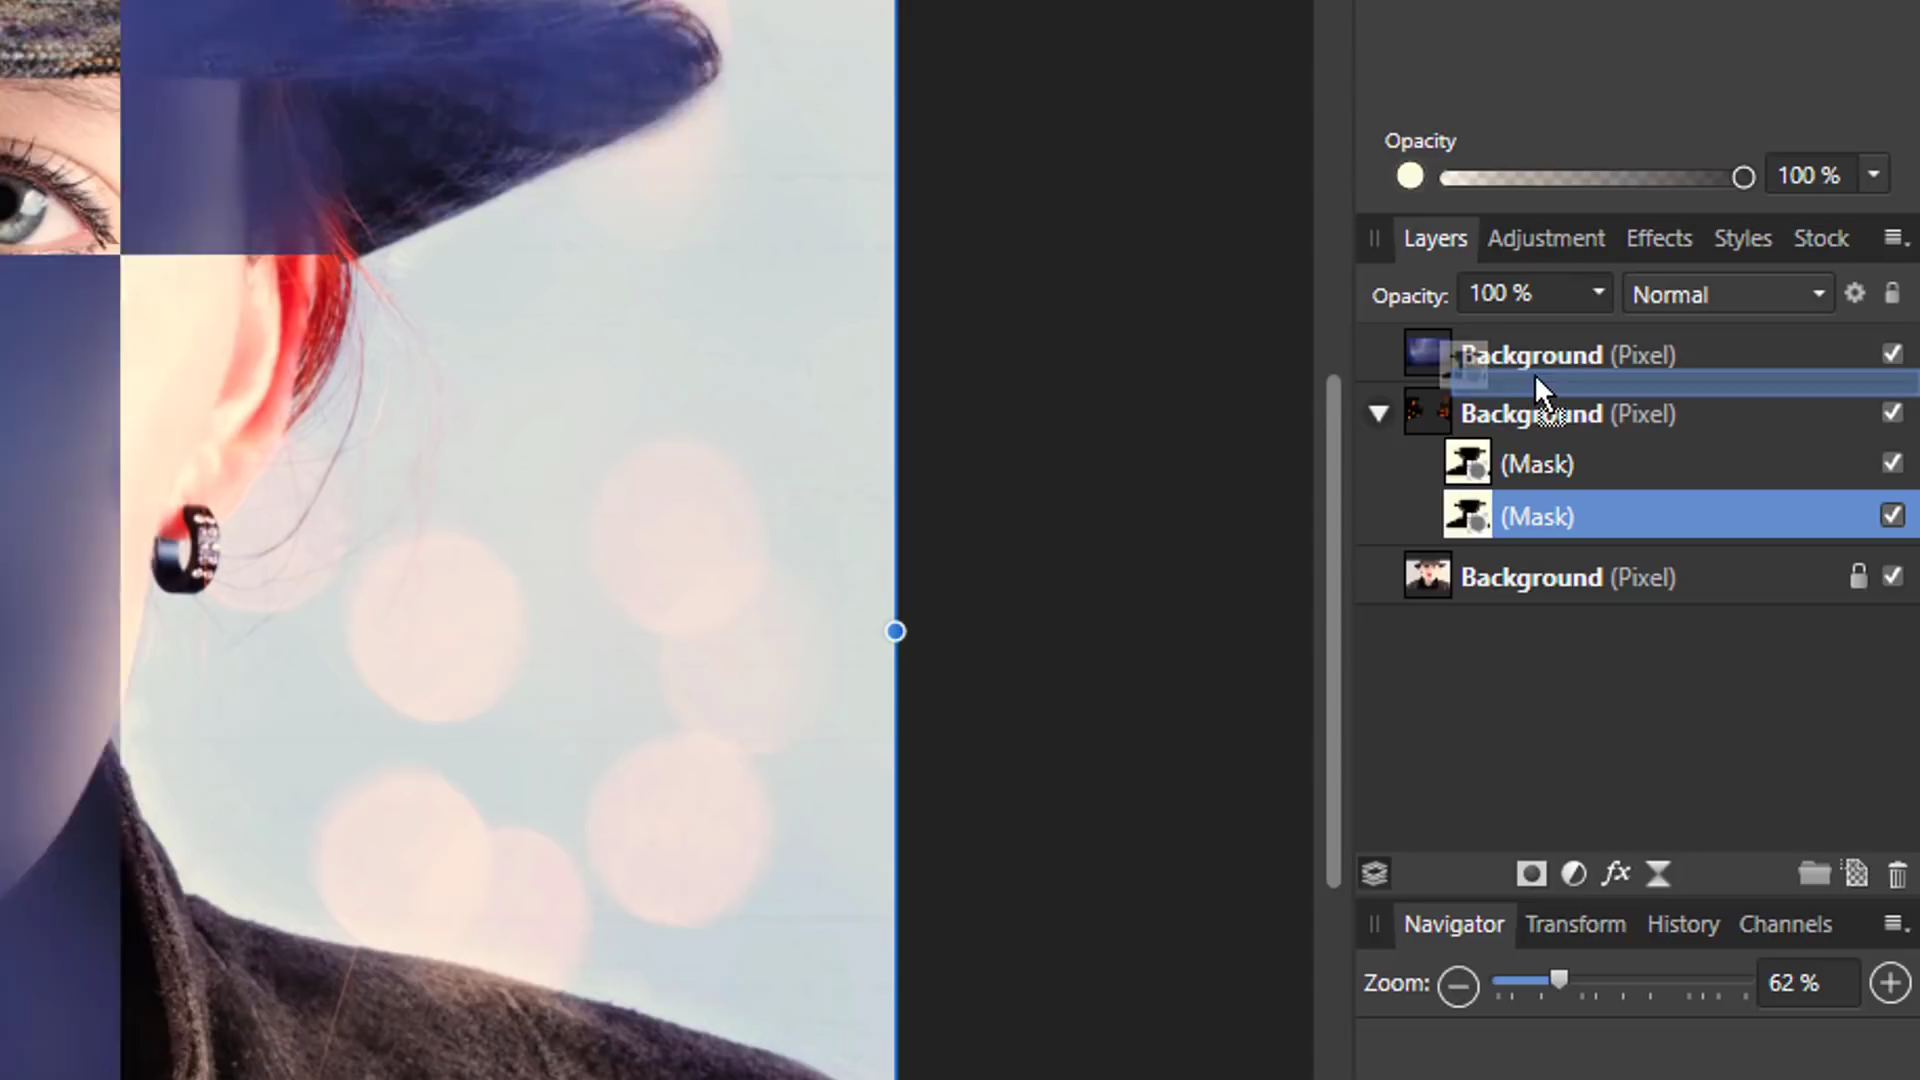 Opacity
100 %
Layers Adjustment Effects Styles Stock
Opacity: 100 % Normal
Background (Pixel)
Background (Pixel)
(Mask)
(Mask)
Background (Pixel)
fx
Navigator Transform History Channels
Zoom: 62 %